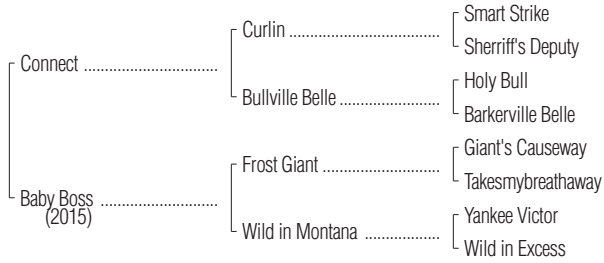 Smart Strike
Curlin
Sherriff's Deputy
Connect
Holy Bull
Bullville Belle
Barkerville Belle
Giant's Causeway
Frost Giant
Takesmybreathaway
Baby Boss
(2015)
Yankee Victor
Wild in Montana
Wild in Excess